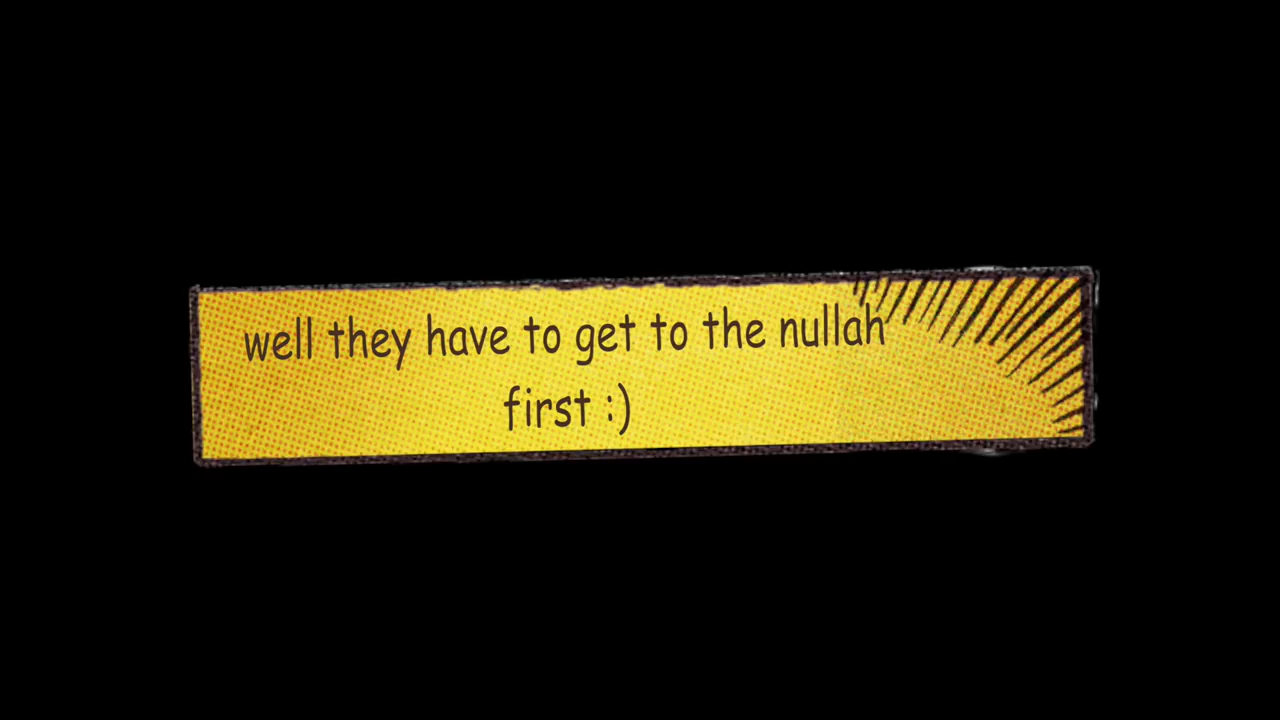 well they have to get to the nullah
first :)